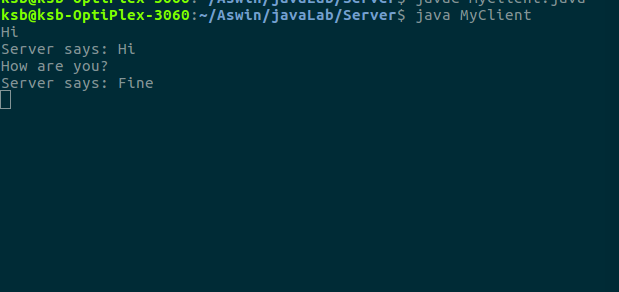 ksb@ksb-OptiPlex-3060:~/Aswin/javaLab/Server$ javac MyClient.java
ksb@ksb-OptiPlex-3060:~/Aswin/javaLab/Server$ java MyClient
Hi
Server says: Hi
How are you?
Server says: Fine